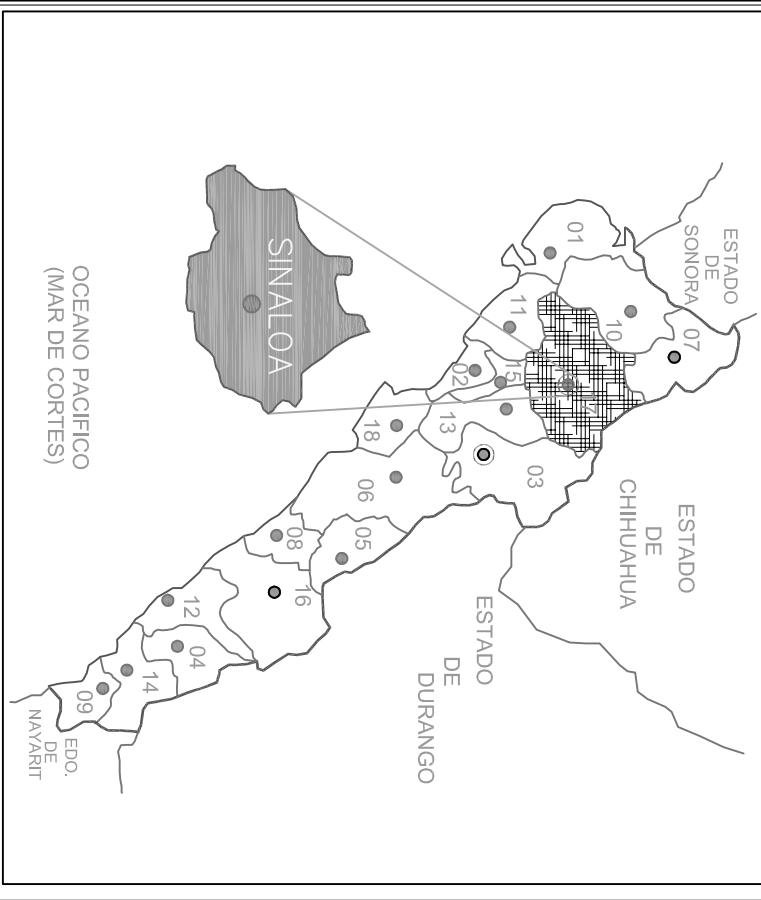 ESTADO
DE
SONORA
07
01
10
11
17
15
02
13
03
18
06
05
08
16
12
04
14
09
SINALOA
ESTADO
DE
CHIHUAHUA
ESTADO
DE
DURANGO
OCEANO PACIFICO
(MAR DE CORTES)
EDO.
DE
NAYARIT